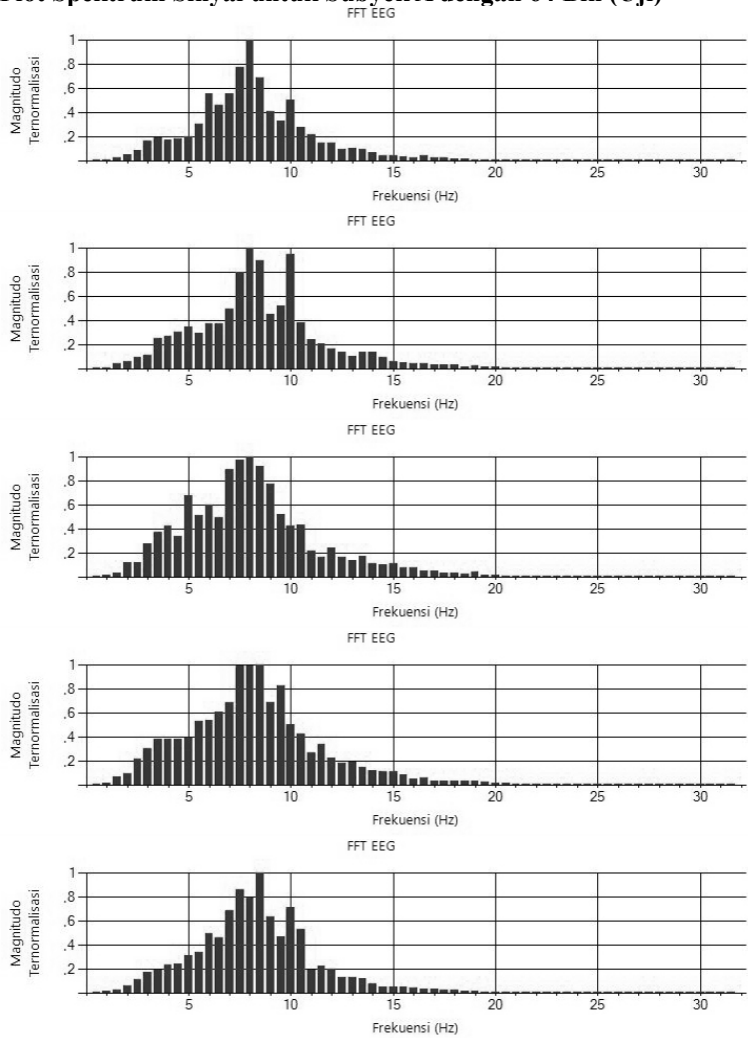 Plot Spektrum Sinyal untuk Subyek dengan 64 Bin (Uji)
FFT EEG
Magnitudo
Ternormalisasi
1
.8
.6
.4
.2
5 10 15 20 25 30
Frekuensi (Hz)
FFT EEG
Magnitudo
Ternormalisasi
1
.8
.6
.4
.2
5 10 15 20 25 30
Frekuensi (Hz)
FFT EEG
Magnitudo
Ternormalisasi
1
.8
.6
.4
.2
5 10 15 20 25 30
Frekuensi (Hz)
FFT EEG
Magnitudo
Ternormalisasi
1
.8
.6
.4
.2
5 10 15 20 25 30
Frekuensi (Hz)
FFT EEG
Magnitudo
Ternormalisasi
1
.8
.6
.4
.2
5 10 15 20 25 30
Frekuensi (Hz)